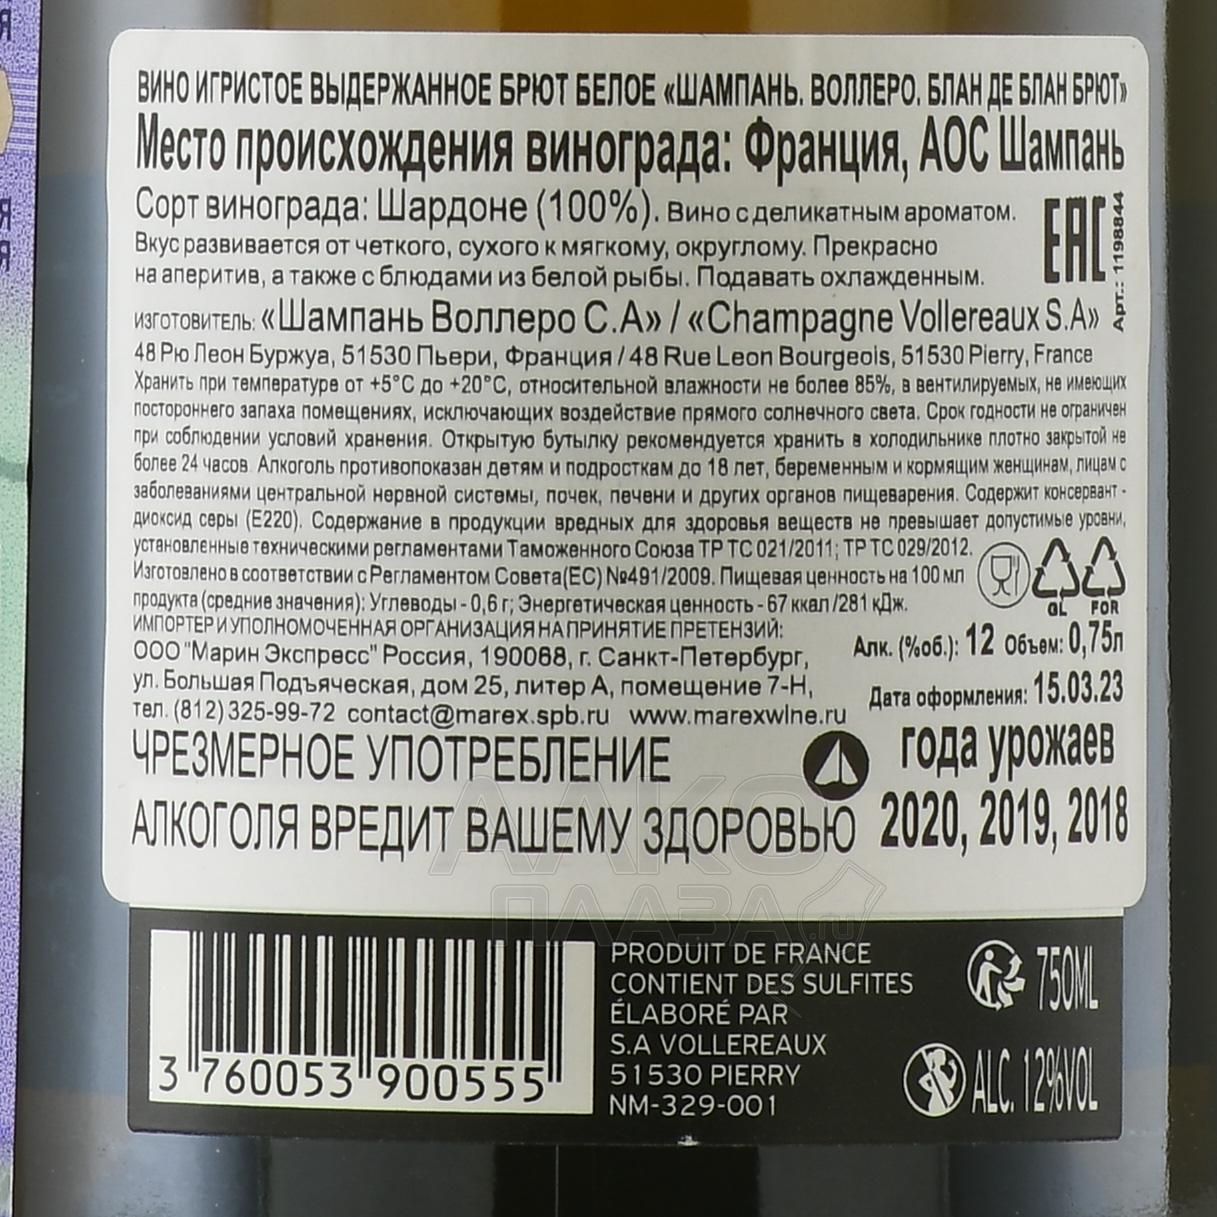 ВИНО ИГРИСТОЕ ВЫДЕРЖАННОЕ БРЮТ БЕЛОЕ «ШАМПАНЬ. ВОЛЛЕРО. БЛАН ДЕ БЛАН БРЮТ»
Место происхождения винограда: Франция, АОС Шампань
Сорт винограда: Шардоне (100%). Вино с деликатным ароматом.
Вкус развивается от четкого, сухого к мягкому, округлому. Прекрасно
на аперитив, а также с блюдами из белой рыбы. Подавать охлажденным.
EAC
Арт.: 1198844
ИЗГОТОВИТЕЛЬ: «Шампань Воллеро С.А» / «Champagne Vollereaux S.A»
48 Рю Леон Буржуа, 51530 Пьери, Франция / 48 Rue Leon Bourgeois, 51530 Pierry, France
Хранить при температуре от +5°С до +20°С, относительной влажности не более 85%, в вентилируемых, не имеющих
постороннего запаха помещениях, исключающих воздействие прямого солнечного света. Срок годности не ограничен
при соблюдении условий хранения. Открытую бутылку рекомендуется хранить в холодильнике плотно закрытой не
более 24 часов. Алкоголь противопоказан детям и подросткам до 18 лет, беременным и кормящим женщинам, лицам с
заболеваниями центральной нервной системы, почек, печени и других органов пищеварения. Содержит консервант -
диоксид серы (Е220). Содержание в продукции вредных для здоровья веществ не превышает допустимые уровни,
установленные техническими регламентами Таможенного Союза ТР ТС 021/2011; ТР ТС 029/2012.
Изготовлено в соответствии с Регламентом Совета(ЕС) №491/2009. Пищевая ценность на 100 мл
продукта (средние значения): Углеводы - 0,6 г; Энергетическая ценность - 67 ккал /281 кДж.
GL FOR
ИМПОРТЕР И УПОЛНОМОЧЕННАЯ ОРГАНИЗАЦИЯ НА ПРИНЯТИЕ ПРЕТЕНЗИЙ:
ООО "Марин Экспресс" Россия, 190068, г. Санкт-Петербург,
ул. Большая Подъяческая, дом 25, литер А, помещение 7-Н,
тел. (812) 325-99-72 contact@marex.spb.ru www.marexwine.ru
Алк. (%об.): 12 Объем: 0,75л
Дата оформления: 15.03.23
года урожаев
2020, 2019, 2018
ЧРЕЗМЕРНОЕ УПОТРЕБЛЕНИЕ
АЛКОГОЛЯ ВРЕДИТ ВАШЕМУ ЗДОРОВЬЮ
АЛКО
ПЛАЗА.ru
3 760053 900555
PRODUIT DE FRANCE
CONTIENT DES SULFITES
ÉLABORÉ PAR
S.A VOLLEREAUX
51530 PIERRY
NM-329-001
750ML
ALC. 12%VOL